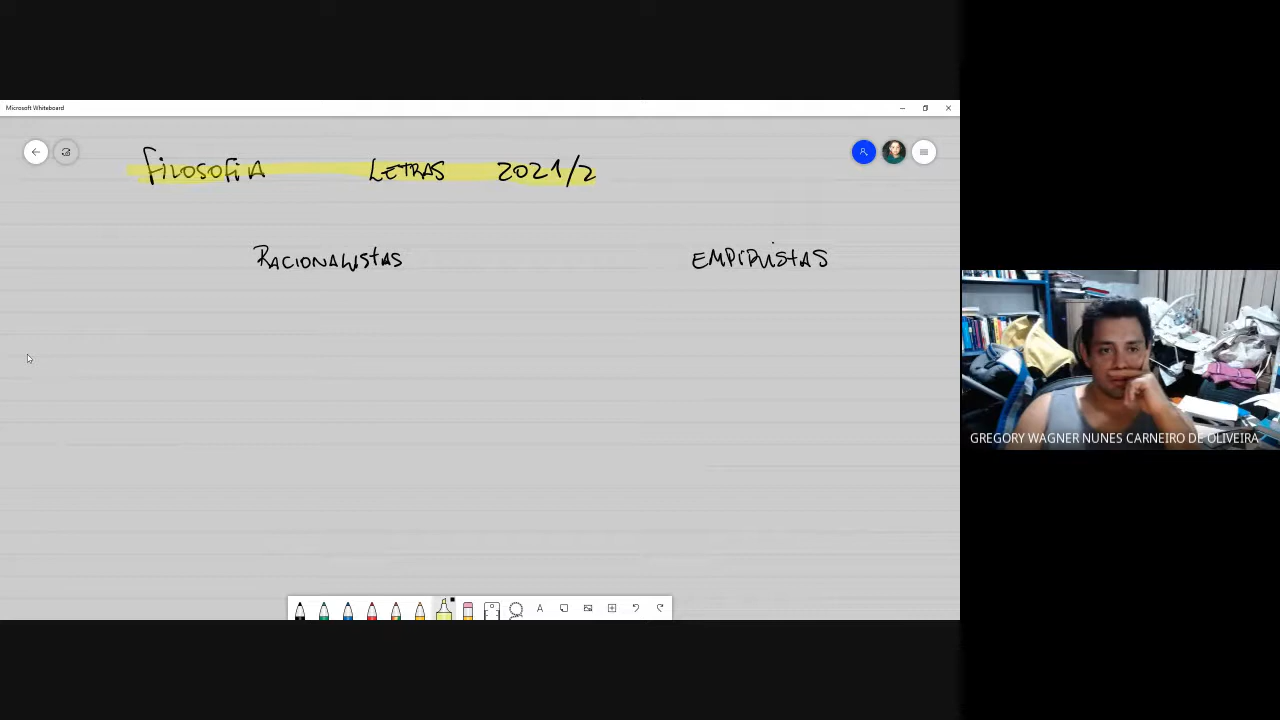 Microsoft Whiteboard
FILOSOFIA LETRAS 2021/2
RACIONALISTAS EMPIRISTAS
GREGORY WAGNER NUNES CARNEIRO DE OLIVEIRA
A